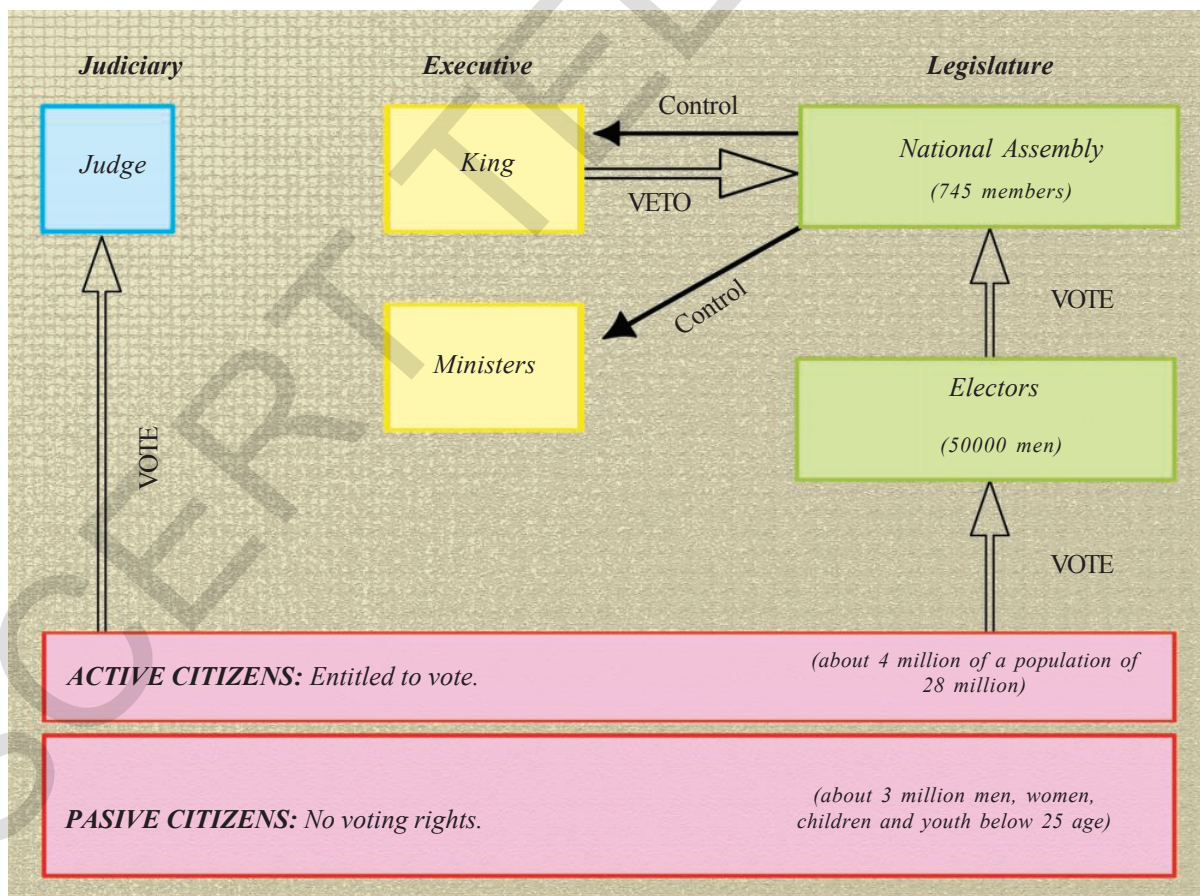 Judiciary
Executive
Legislature
Judge
King
Control
VETO
National Assembly
(745 members)
Ministers
Control
VOTE
Electors
(50000 men)
VOTE
VOTE
ACTIVE CITIZENS: Entitled to vote.
(about 4 million of a population of
28 million)
PASIVE CITIZENS: No voting rights.
(about 3 million men, women,
children and youth below 25 age)
SCERT TEL